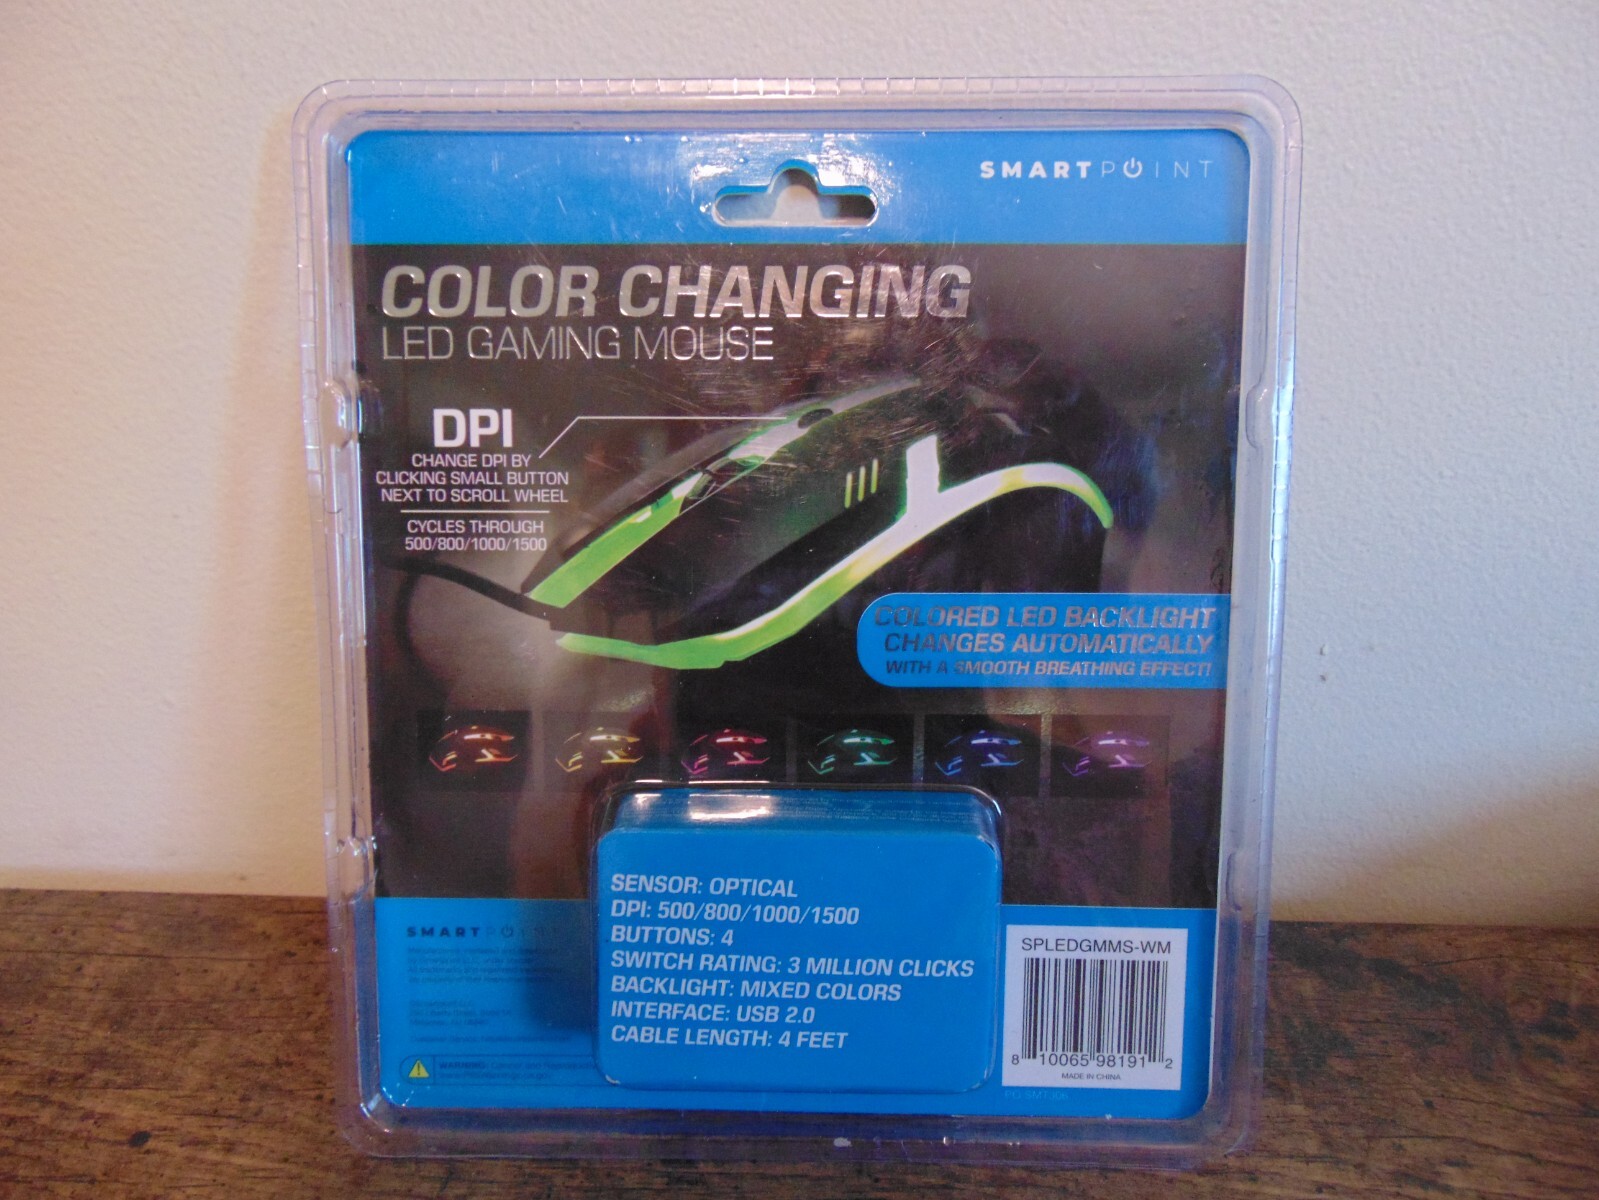 SMARTPOINT
COLOR CHANGING
LED GAMING MOUSE
DPI
CHANGE DPI BY
CLICKING SMALL BUTTON
NEXT TO SCROLL WHEEL
CYCLES THROUGH
500/800/1000/1500
COLORED LED BACKLIGHT
CHANGES AUTOMATICALLY
WITH A SMOOTH BREATHING EFFECT!
SENSOR: OPTICAL
DPI: 500/800/1000/1500
BUTTONS: 4
SWITCH RATING: 3 MILLION CLICKS
BACKLIGHT: MIXED COLORS
INTERFACE: USB 2.0
CABLE LENGTH: 4 FEET
SMARTPOINT
WARNING:
SPLEDGMMS-WM
8 10065 98191 2
MADE IN CHINA